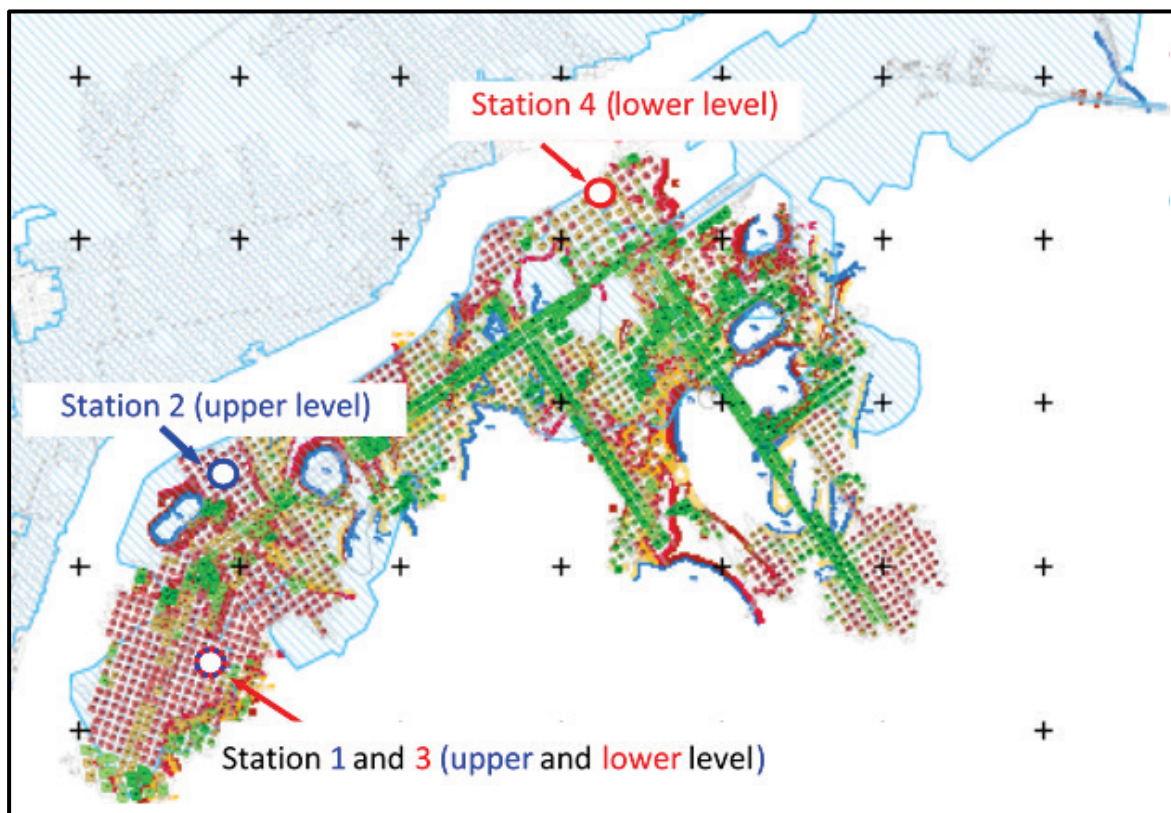 Station 4 (lower level)
Station 2 (upper level)
Station 1 and 3 (upper and lower level)